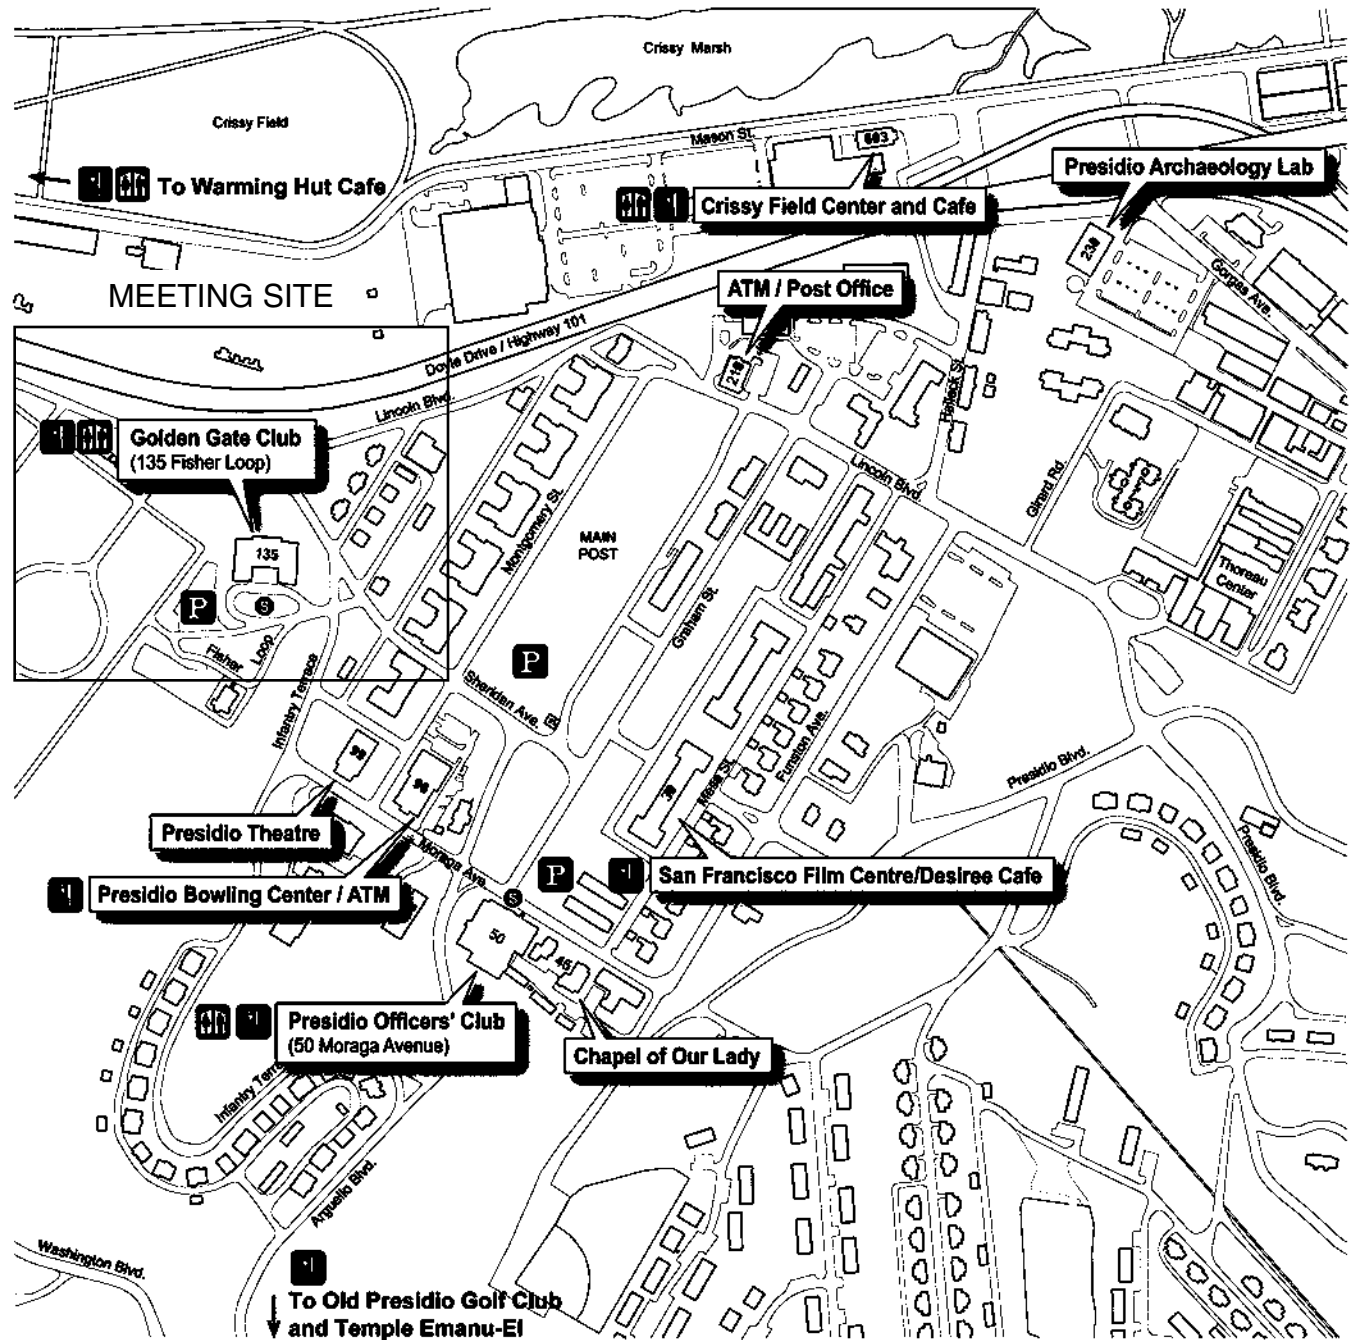 Crissy Marsh
Crissy Field
Mason St.
603
Presidio Archaeology Lab
To Warming Hut Cafe
Crissy Field Center and Cafe
230
Gorgas Ave.
MEETING SITE
ATM / Post Office
Doyle Drive / Highway 101
210
Halleck St.
Lincoln Blvd.
Golden Gate Club
(135 Fisher Loop)
Lincoln Blvd.
Girard Rd
Montgomery St.
MAIN
POST
135
Thoreau
Center
P
S
Graham St.
Fisher Loop
P
Infantry Terrace
Sheridan Ave.
Funston Ave.
99
96
39
Mesa St.
Presidio Blvd.
Presidio Theatre
Presidio Blvd.
Moraga Ave.
P
San Francisco Film Centre/Desiree Cafe
Presidio Bowling Center / ATM
S
50
45
Presidio Officers' Club
(50 Moraga Avenue)
Chapel of Our Lady
Infantry Terr
Arguello Blvd.
Washington Blvd.
To Old Presidio Golf Club
and Temple Emanu-El